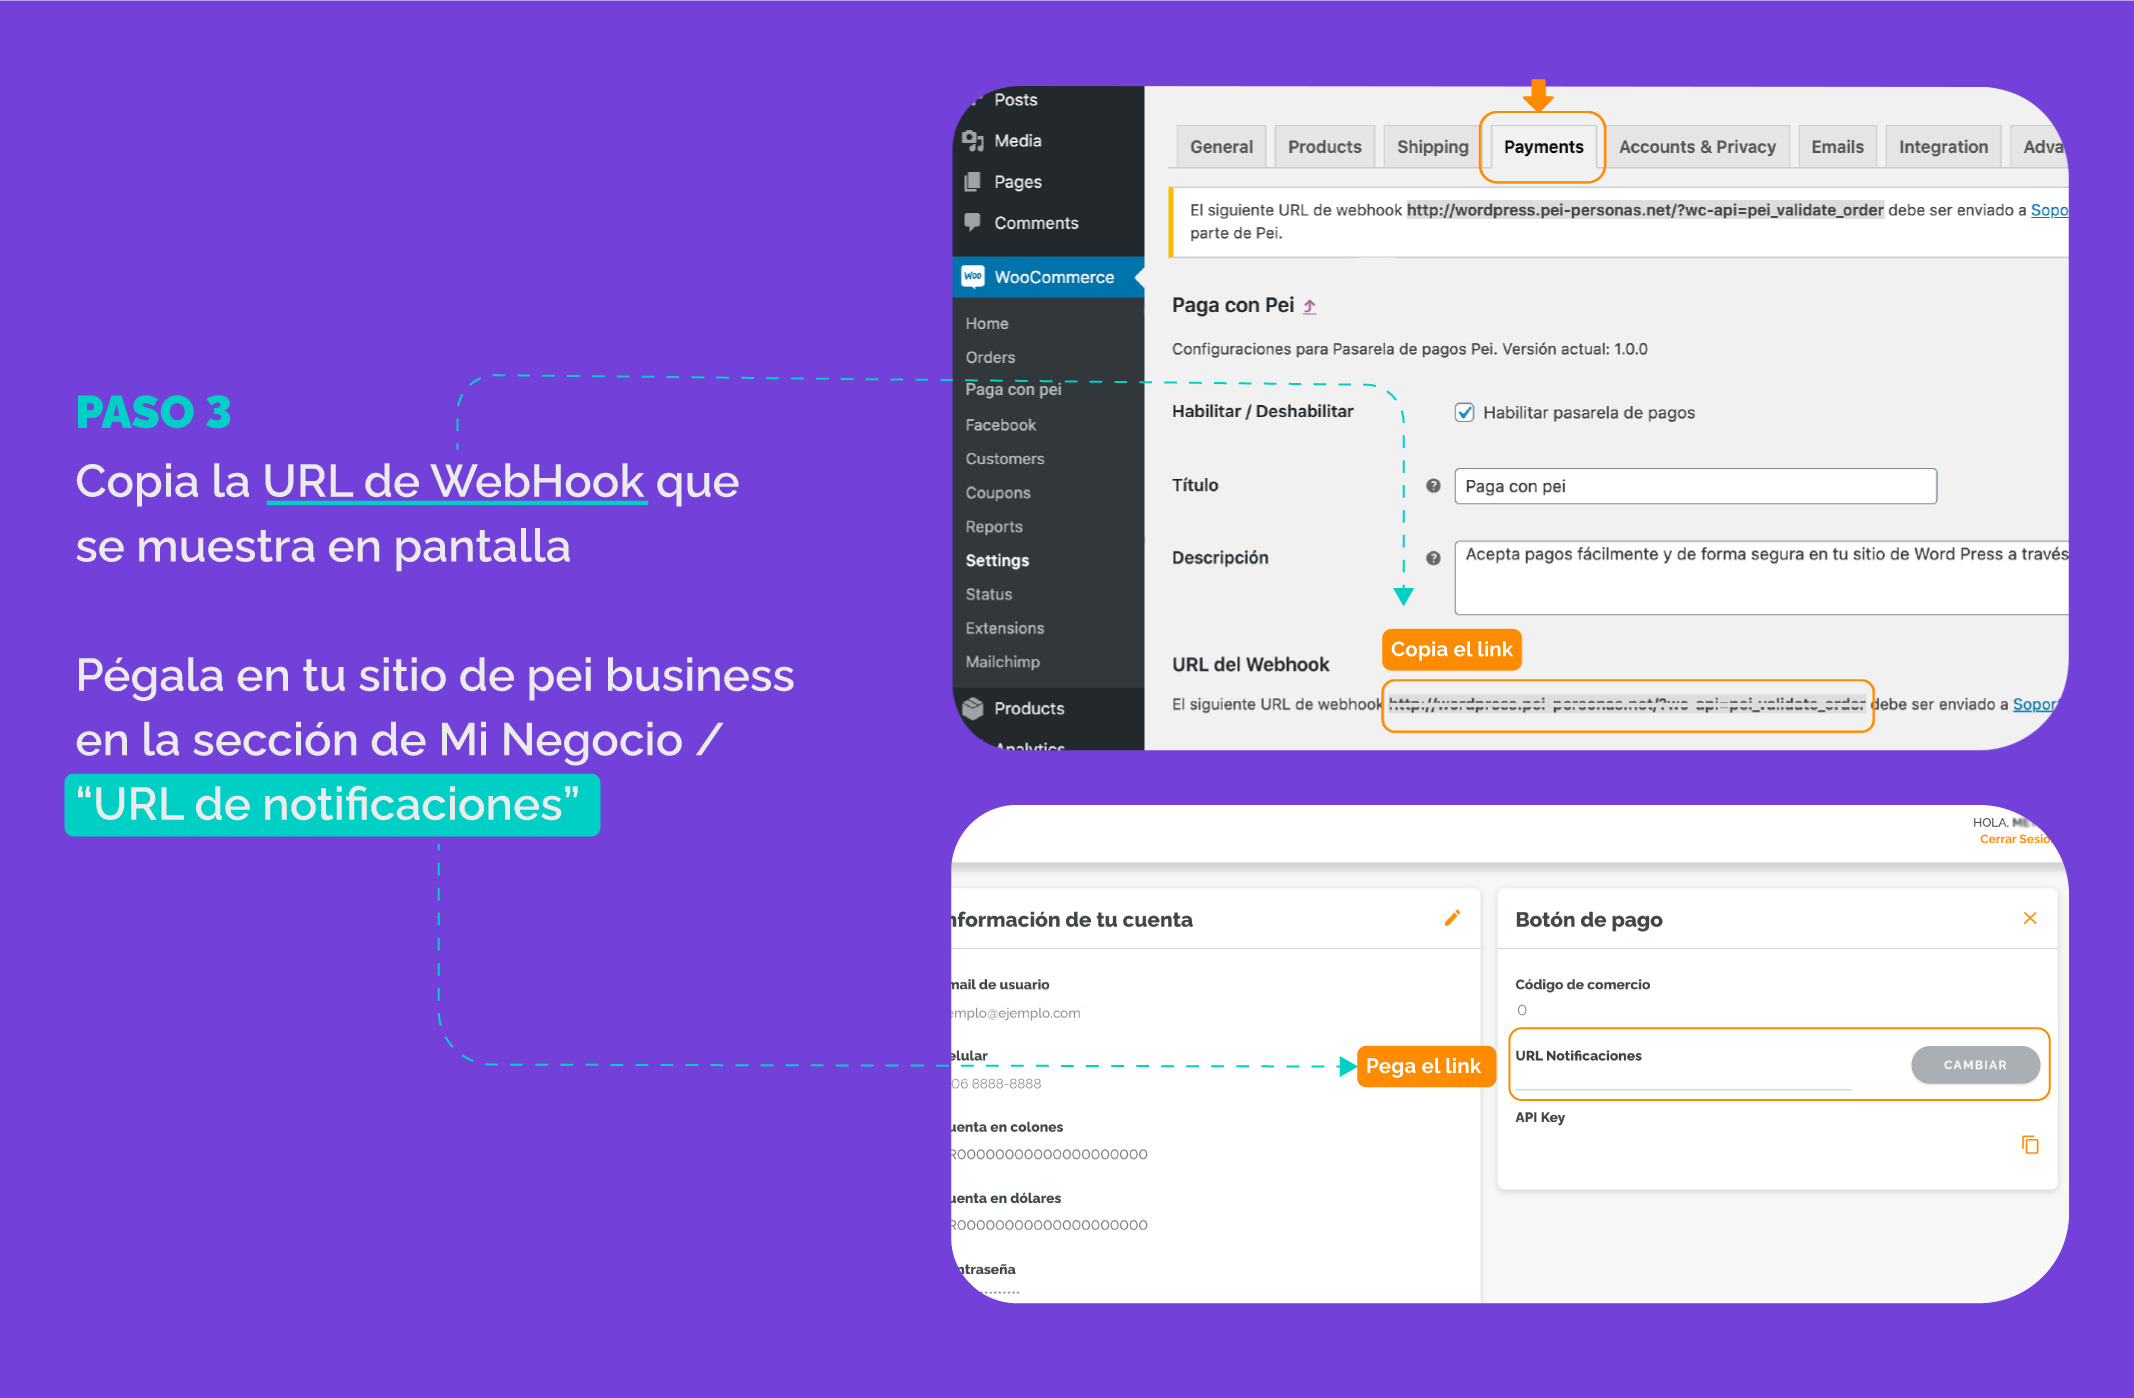 PASO 3
Copia la URL de WebHook que
se muestra en pantalla
Pégala en tu sitio de pei business
en la sección de Mi Negocio /
“URL de notificaciones”
Posts
Media
Pages
Comments
Woo WooCommerce
Home
Orders
Paga con pei
Facebook
Customers
Coupons
Reports
Settings
Status
Extensions
Mailchimp
Products
Analytics
General Products Shipping Payments Accounts & Privacy Emails Integration Adva
El siguiente URL de webhook http://wordpress.pei-personas.net/?wc-api=pei_validate_order debe ser enviado a Sopo
parte de Pei.
Paga con Pei
Configuraciones para Pasarela de pagos Pei. Versión actual: 1.0.0
Habilitar / Deshabilitar Habilitar pasarela de pagos
Título Paga con pei
Descripción Acepta pagos fácilmente y de forma segura en tu sitio de Word Press a través
Copia el link
URL del Webhook
El siguiente URL de webhook http://wordpress.pei-personas.net/?wc-api=pei_validate_order debe ser enviado a Sopor
HOLA,
Cerrar Sesio
nformación de tu cuenta
mail de usuario
emplo@ejemplo.com
elular
06 8888-8888
uenta en colones
R00000000000000000000
uenta en dólares
R00000000000000000000
ntraseña
Pega el link
Botón de pago
Código de comercio
0
URL Notificaciones
CAMBIAR
API Key